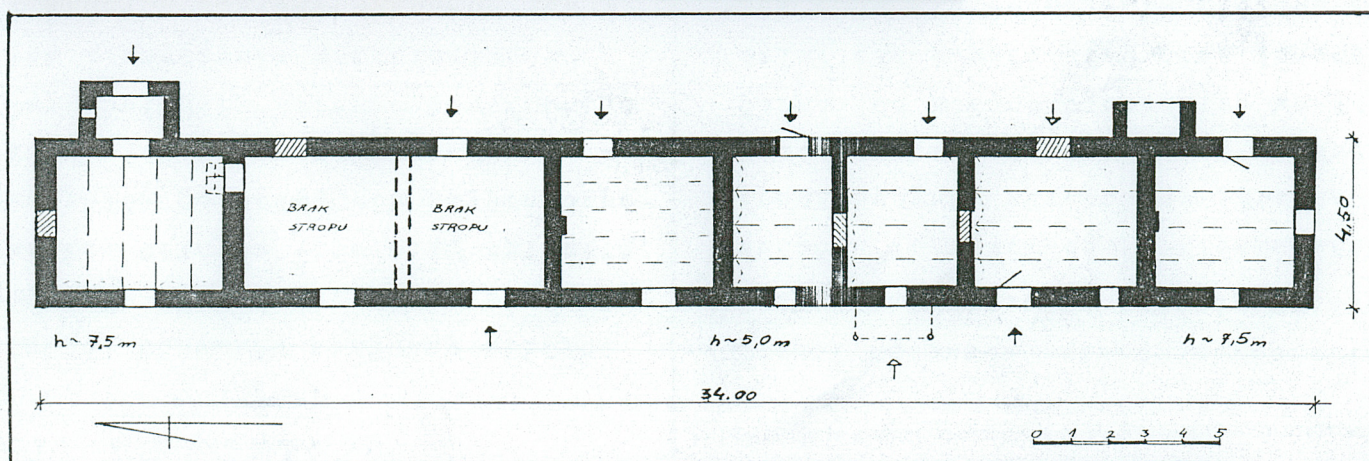 BRAK
STROPU
BRAK
STROPU
4,50
h ~ 7,5 m
h ~ 5,0 m
h ~ 7,5 m
34.00
0 1 2 3 4 5